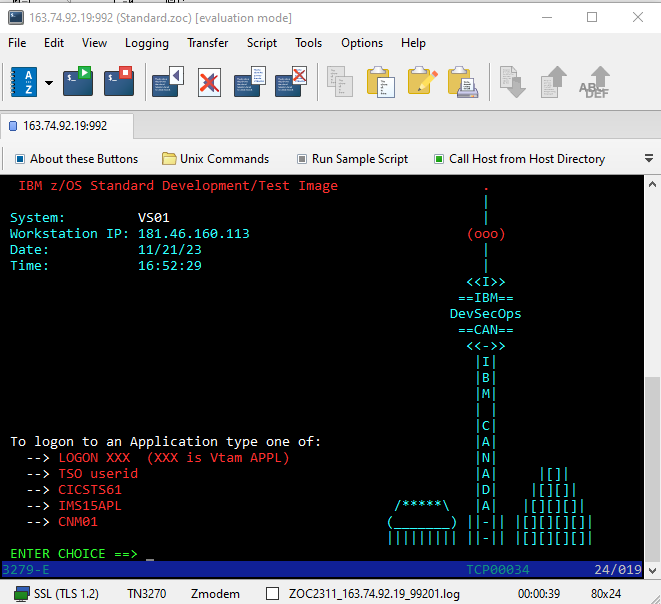 163.74.92.19:992 (Standard.zoc) [evaluation mode]
File Edit View Logging Transfer Script Tools Options Help
163.74.92.19:992
About these Buttons Unix Commands Run Sample Script Call Host from Host Directory
IBM z/OS Standard Development/Test Image .
|
System: VS01 |
Workstation IP: 181.46.160.113 (ooo)
Date: 11/21/23 |
Time: 16:52:29 |
<<I>>
==IBM==
DevSecOps
==CAN==
<<->>
|I|
|B|
|M|
| |
|C|
To logon to an Application type one of: |A|
--> LOGON XXX (XXX is Vtam APPL) |N|
--> TSO userid |A| |[]|
--> CICSTS61 |D| |[][]|
--> IMS15APL /*****\ |A| |[][][]|
--> CNM01 (_______) ||-|| |[][][][]|
||||||||| ||-|| |[][][][]|
ENTER CHOICE ==> _
3279-E TCP00034 24/019
SSL (TLS 1.2) TN3270 Zmodem ZOC2311_163.74.92.19_99201.log 00:00:39 80x24